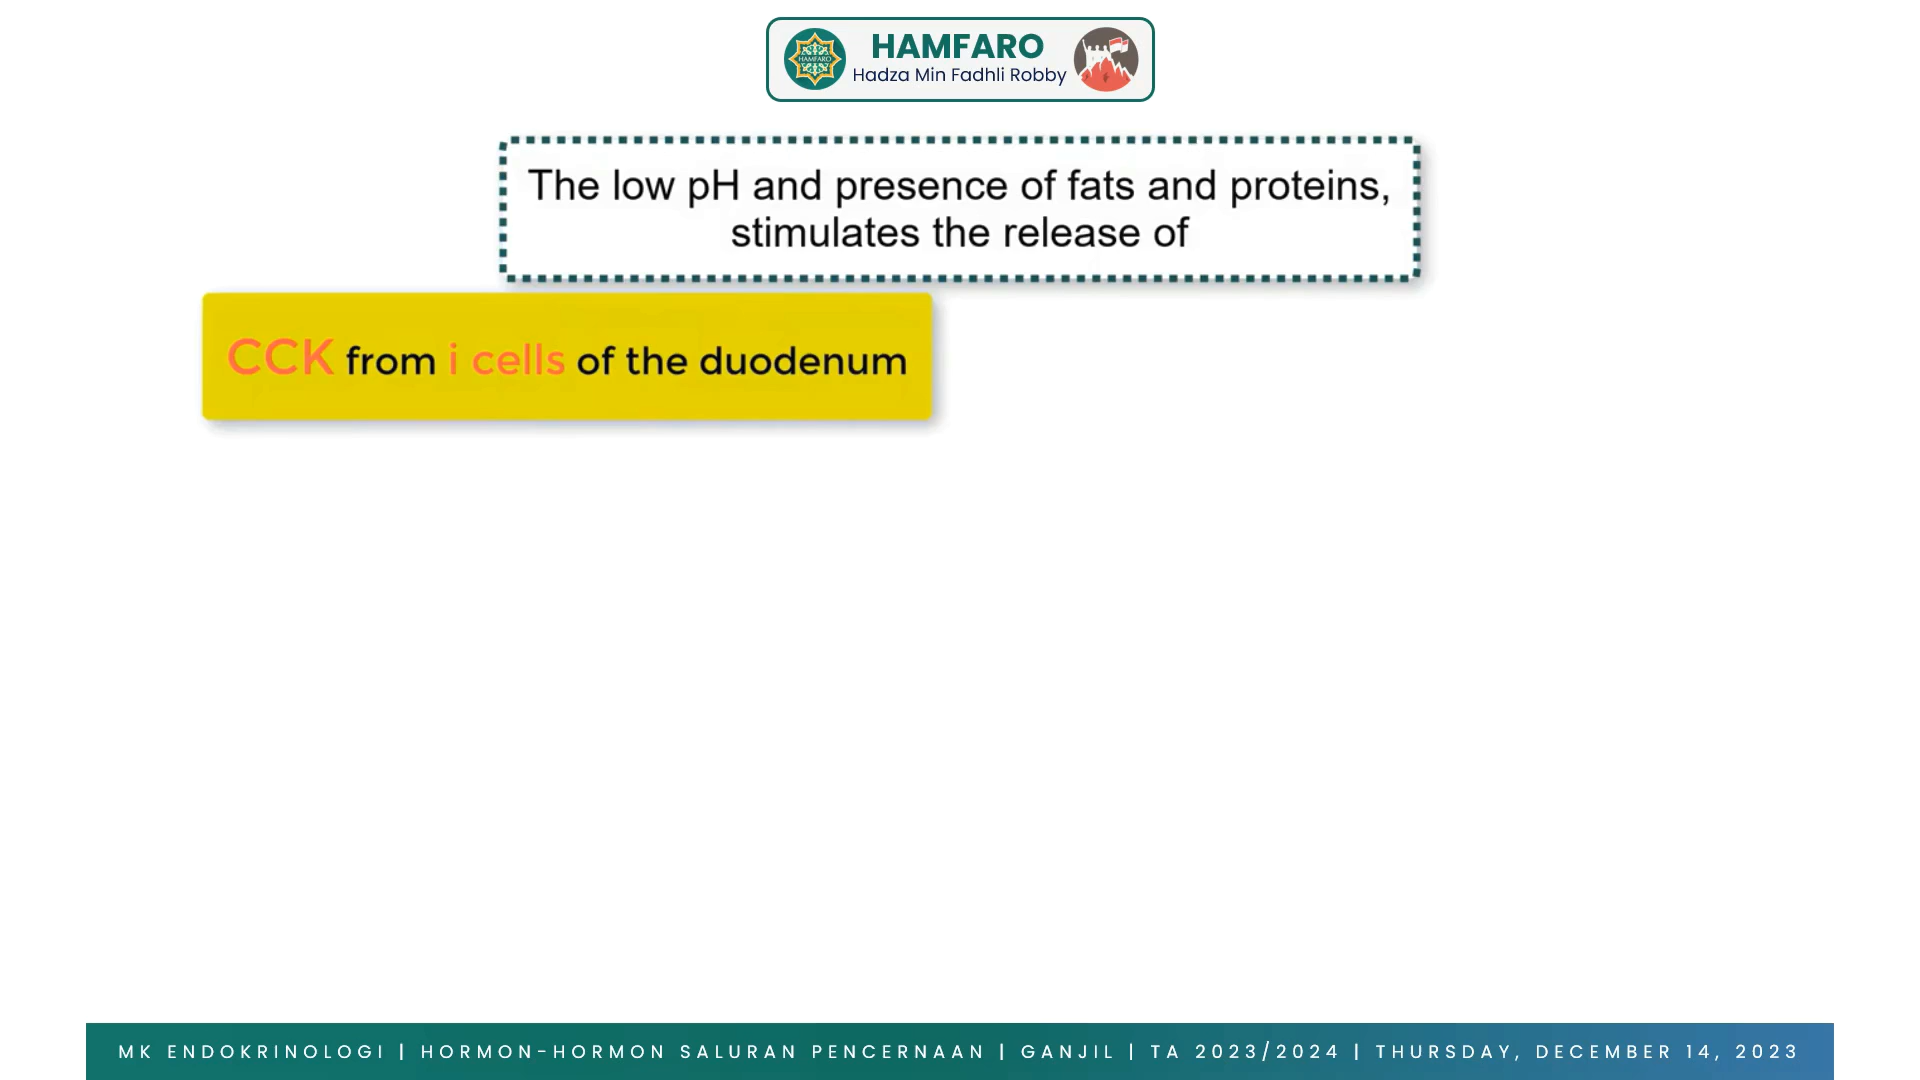 HAMFARO
HAMFARO
Hadza Min Fadhli Robby
The low pH and presence of fats and proteins,
stimulates the release of
CCK from i cells of the duodenum
MK ENDOKRINOLOGI | HORMON-HORMON SALURAN PENCERNAAN | GANJIL | TA 2023/2024 | THURSDAY, DECEMBER 14, 2023